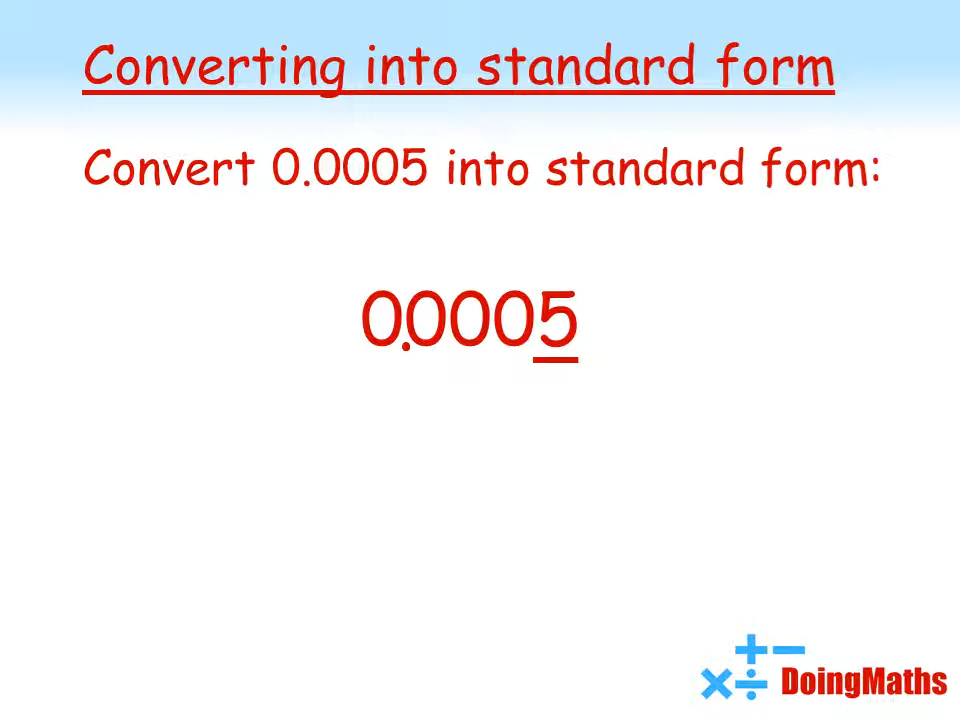 Converting into standard form
Convert 0.0005 into standard form:
0.0005
DoingMaths